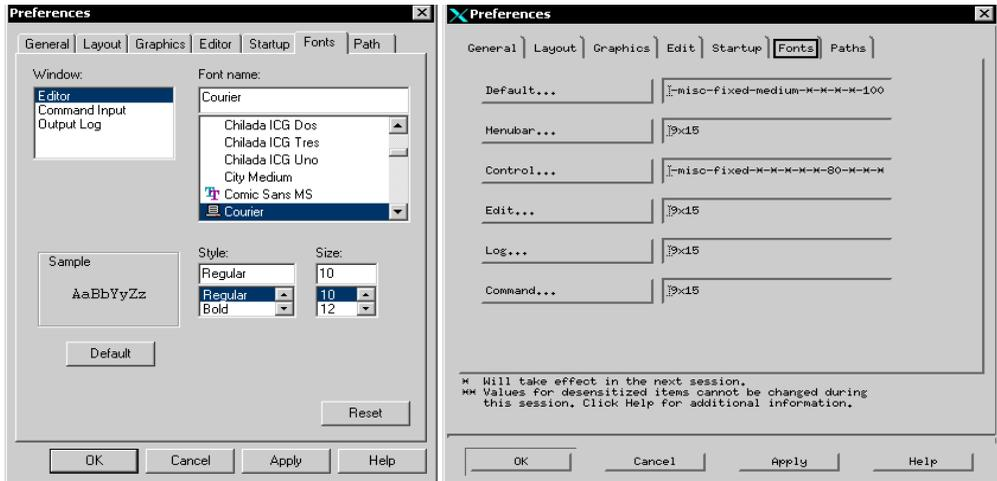 Preferences
General Layout Graphics Editor Startup Fonts Path
Window:
Editor
Command Input
Output Log
Font name:
Courier
Chilada ICG Dos
Chilada ICG Tres
Chilada ICG Uno
City Medium
Comic Sans MS
Courier
Sample
AaBbYyZz
Style:
Regular
Regular
Bold
Size:
10
10
12
Default
Reset
OK Cancel Apply Help
Preferences
General Layout Graphics Edit Startup Fonts Paths
Default... -misc-fixed-medium-*-*-*-*-100
Menubar... 9x15
Control... -misc-fixed-*-*-*-*-*-80-*-*-*
Edit... 9x15
Log... 9x15
Command... 9x15
* Will take effect in the next session.
** Values for desensitized items cannot be changed during
this session. Click Help for additional information.
OK Cancel Apply Help